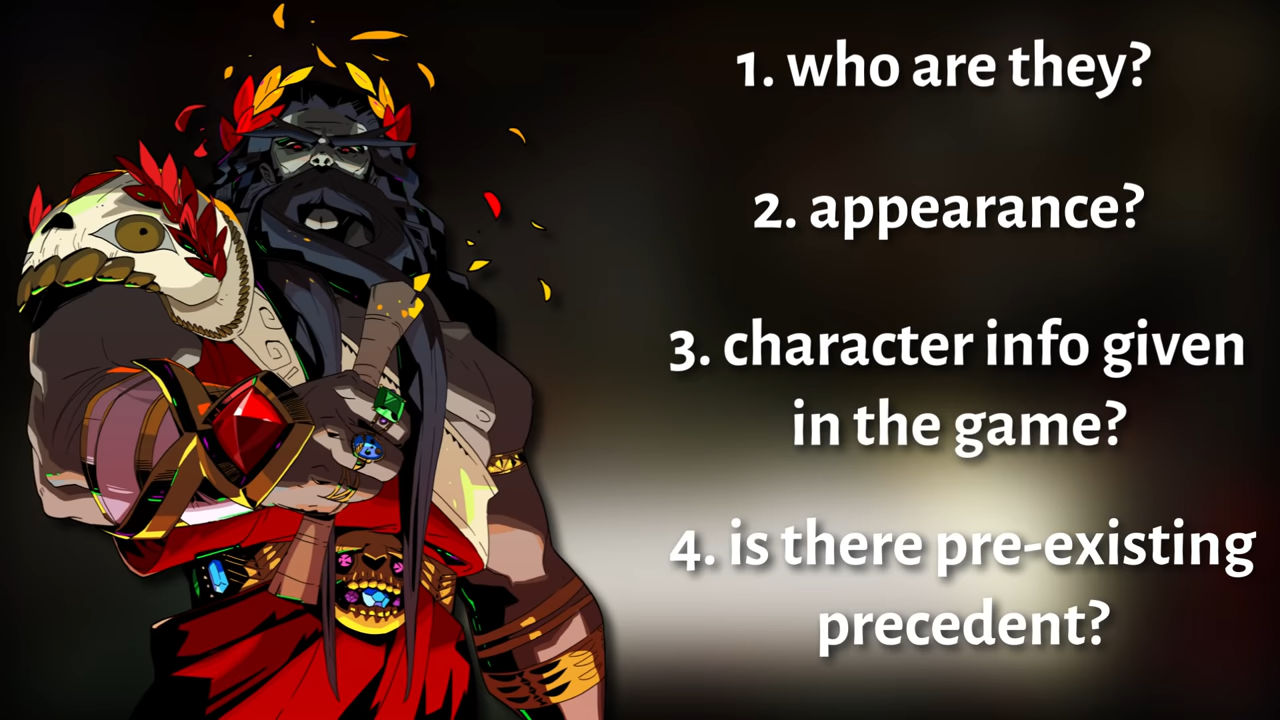 1. who are they?
2. appearance?
3. character info given
in the game?
4. is there pre-existing
precedent?